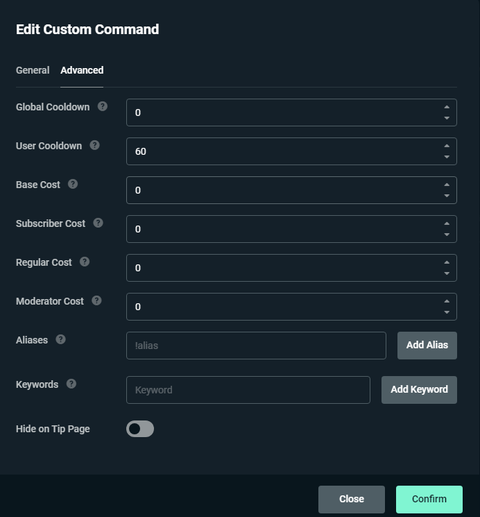 Edit Custom Command
General Advanced
Global Cooldown ? 0
User Cooldown ? 60
Base Cost ? 0
Subscriber Cost ? 0
Regular Cost ? 0
Moderator Cost ? 0
Aliases ? !alias Add Alias
Keywords ? Keyword Add Keyword
Hide on Tip Page
Close Confirm